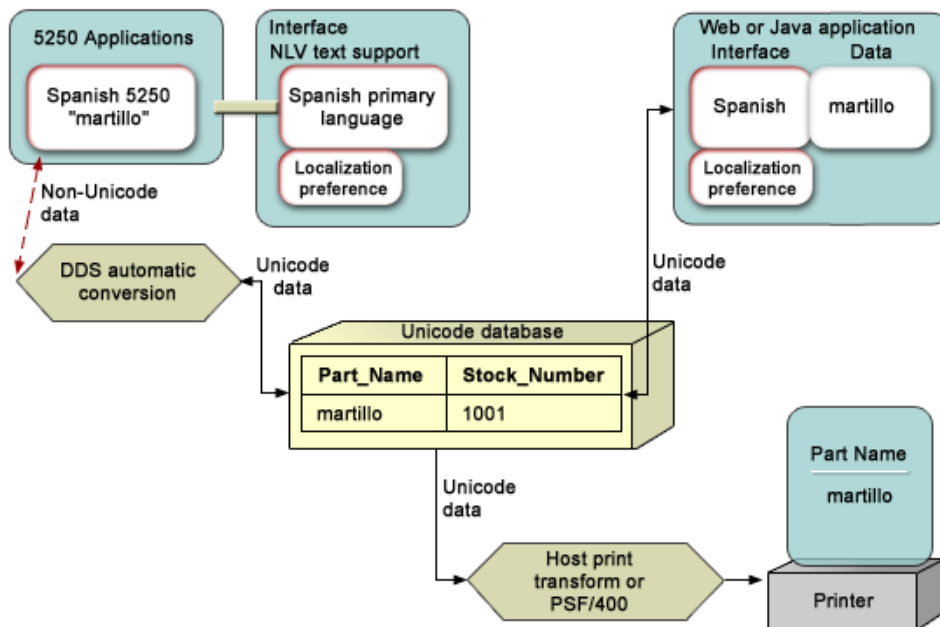 5250 Applications
Spanish 5250
"martillo"
Interface
NLV text support
Spanish primary
language
Localization
preference
Web or Java application
Interface Data
Spanish
martillo
Localization
preference
Non-Unicode
data
DDS automatic
conversion
Unicode
data
Unicode
data
Unicode database
Part_Name Stock_Number
martillo 1001
Unicode
data
Host print
transform or
PSF/400
Part Name
martillo
Printer